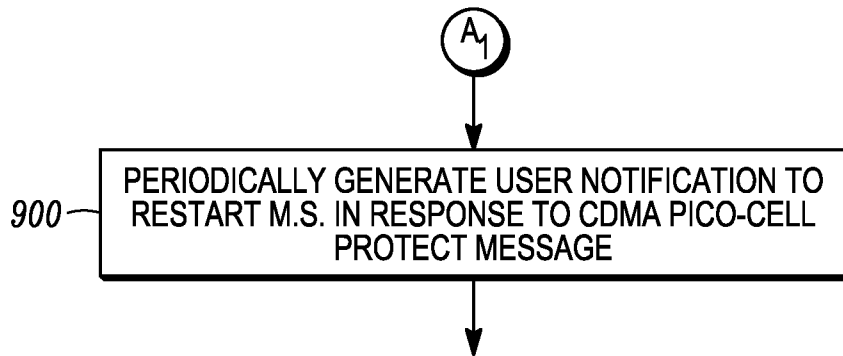 A1
900
PERIODICALLY GENERATE USER NOTIFICATION TO
RESTART M.S. IN RESPONSE TO CDMA PICO-CELL
PROTECT MESSAGE